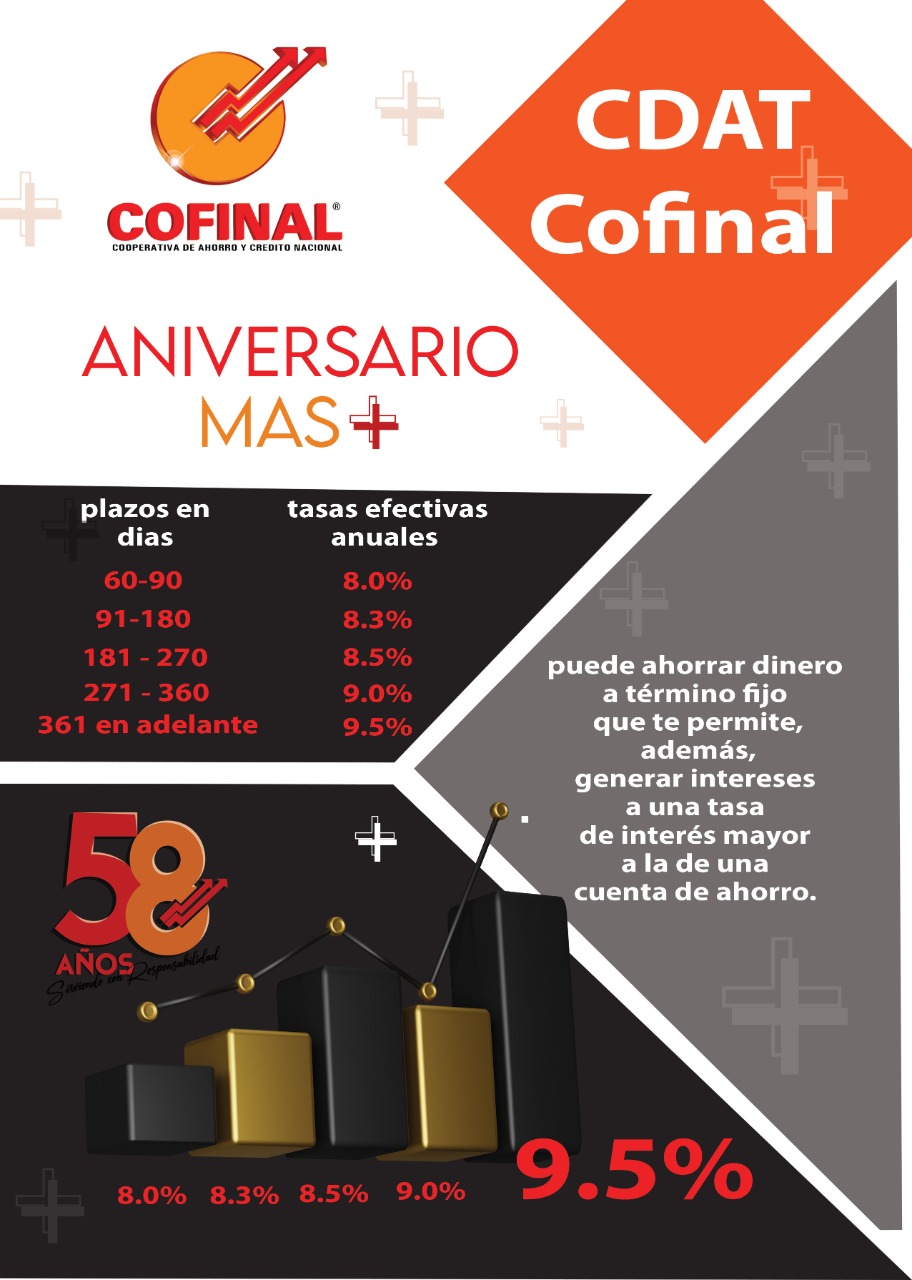 COFINAL®
COOPERATIVA DE AHORRO Y CREDITO NACIONAL
CDAT
Cofinal
ANIVERSARIO
MAS+
plazos en dias tasas efectivas anuales
60-90 8.0%
91-180 8.3%
181 - 270 8.5%
271 - 360 9.0%
361 en adelante 9.5%
puede ahorrar dinero
a término fijo
que te permite,
además,
generar intereses
a una tasa
de interés mayor
a la de una
cuenta de ahorro.
58
AÑOS
Sirviendo con Responsabilidad
8.0% 8.3% 8.5% 9.0% 9.5%